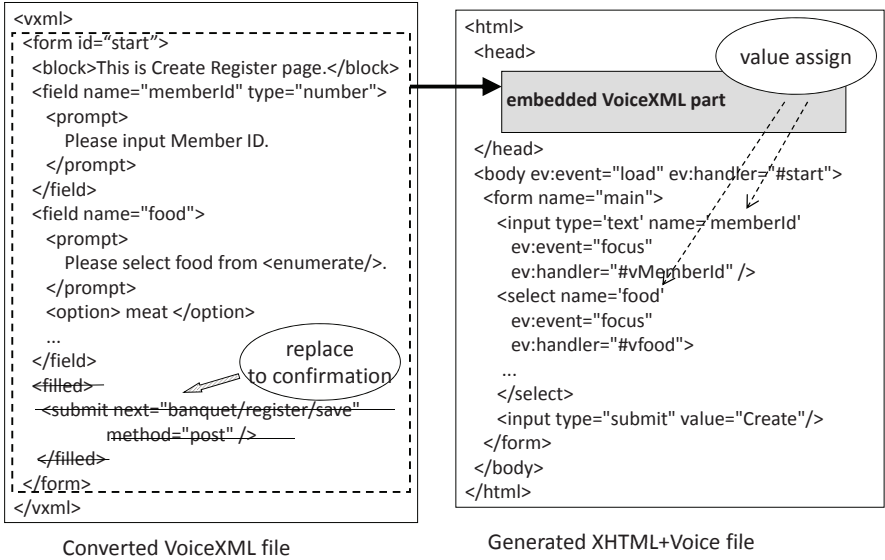 <vxml>
<form id="start”>
<block>This is Create Register page.</block>
<field name="memberId" type="number">
<prompt>
Please input Member ID.
</prompt>
</field>
<field name="food">
<prompt>
Please select food from <enumerate/>.
</prompt>
<option> meat </option>
...
</field>
<filled>
<submit next="banquet/register/save"
method="post" />
</filled>
</form>
</vxml>
replace
to confirmation
Converted VoiceXML file
<html>
<head>
value assign
embedded VoiceXML part
</head>
<body ev:event="load" ev:handler="#start">
<form name="main">
<input type='text' name='memberId'
ev:event="focus"
ev:handler="#vMemberId" />
<select name='food'
ev:event="focus"
ev:handler="#vfood">
...
</select>
<input type="submit" value="Create"/>
</form>
</body>
</html>
Generated XHTML+Voice file